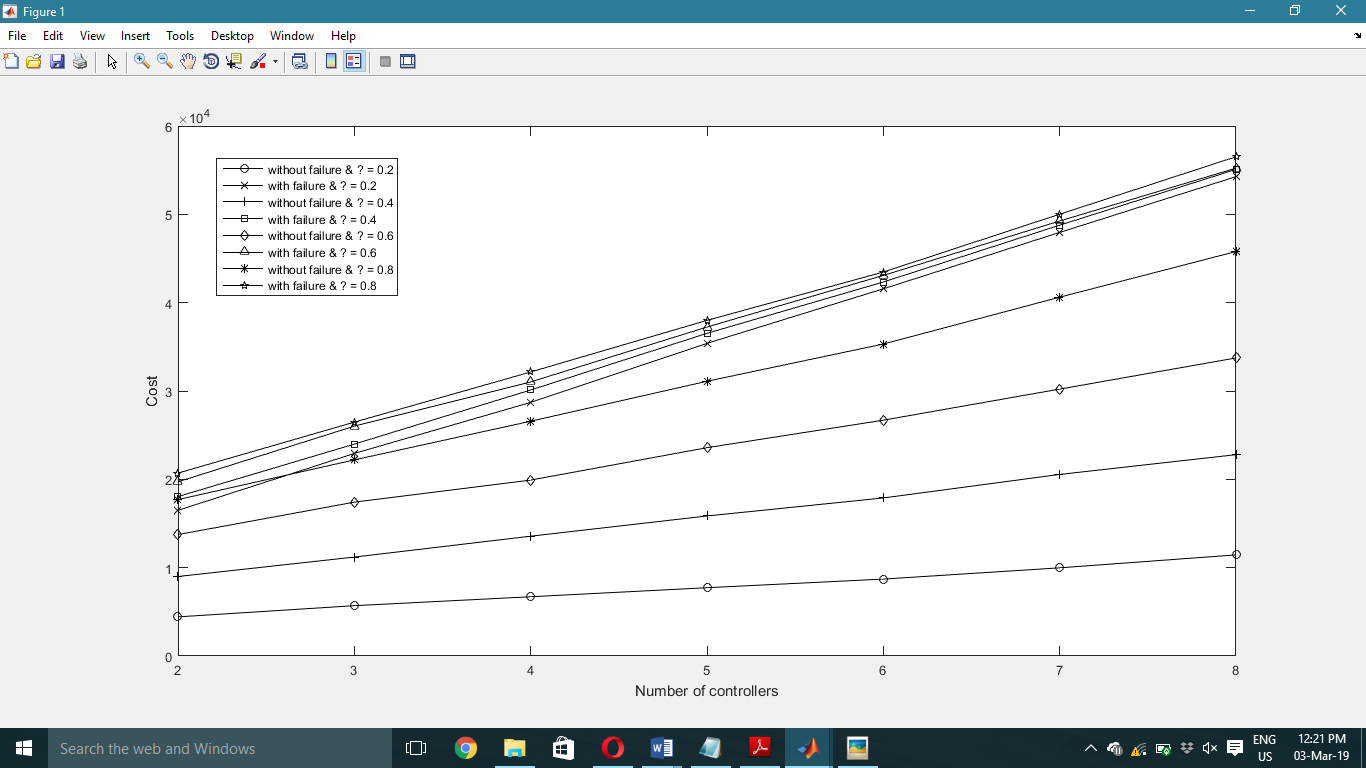 Figure 1
File Edit View Insert Tools Desktop Window Help
×10^4
6
5
4
3
2
1
0
Cost
without failure & ? = 0.2
with failure & ? = 0.2
without failure & ? = 0.4
with failure & ? = 0.4
without failure & ? = 0.6
with failure & ? = 0.6
without failure & ? = 0.8
with failure & ? = 0.8
2 3 4 5 6 7 8
Number of controllers
Search the web and Windows
ENG
US
12:21 PM
03-Mar-19